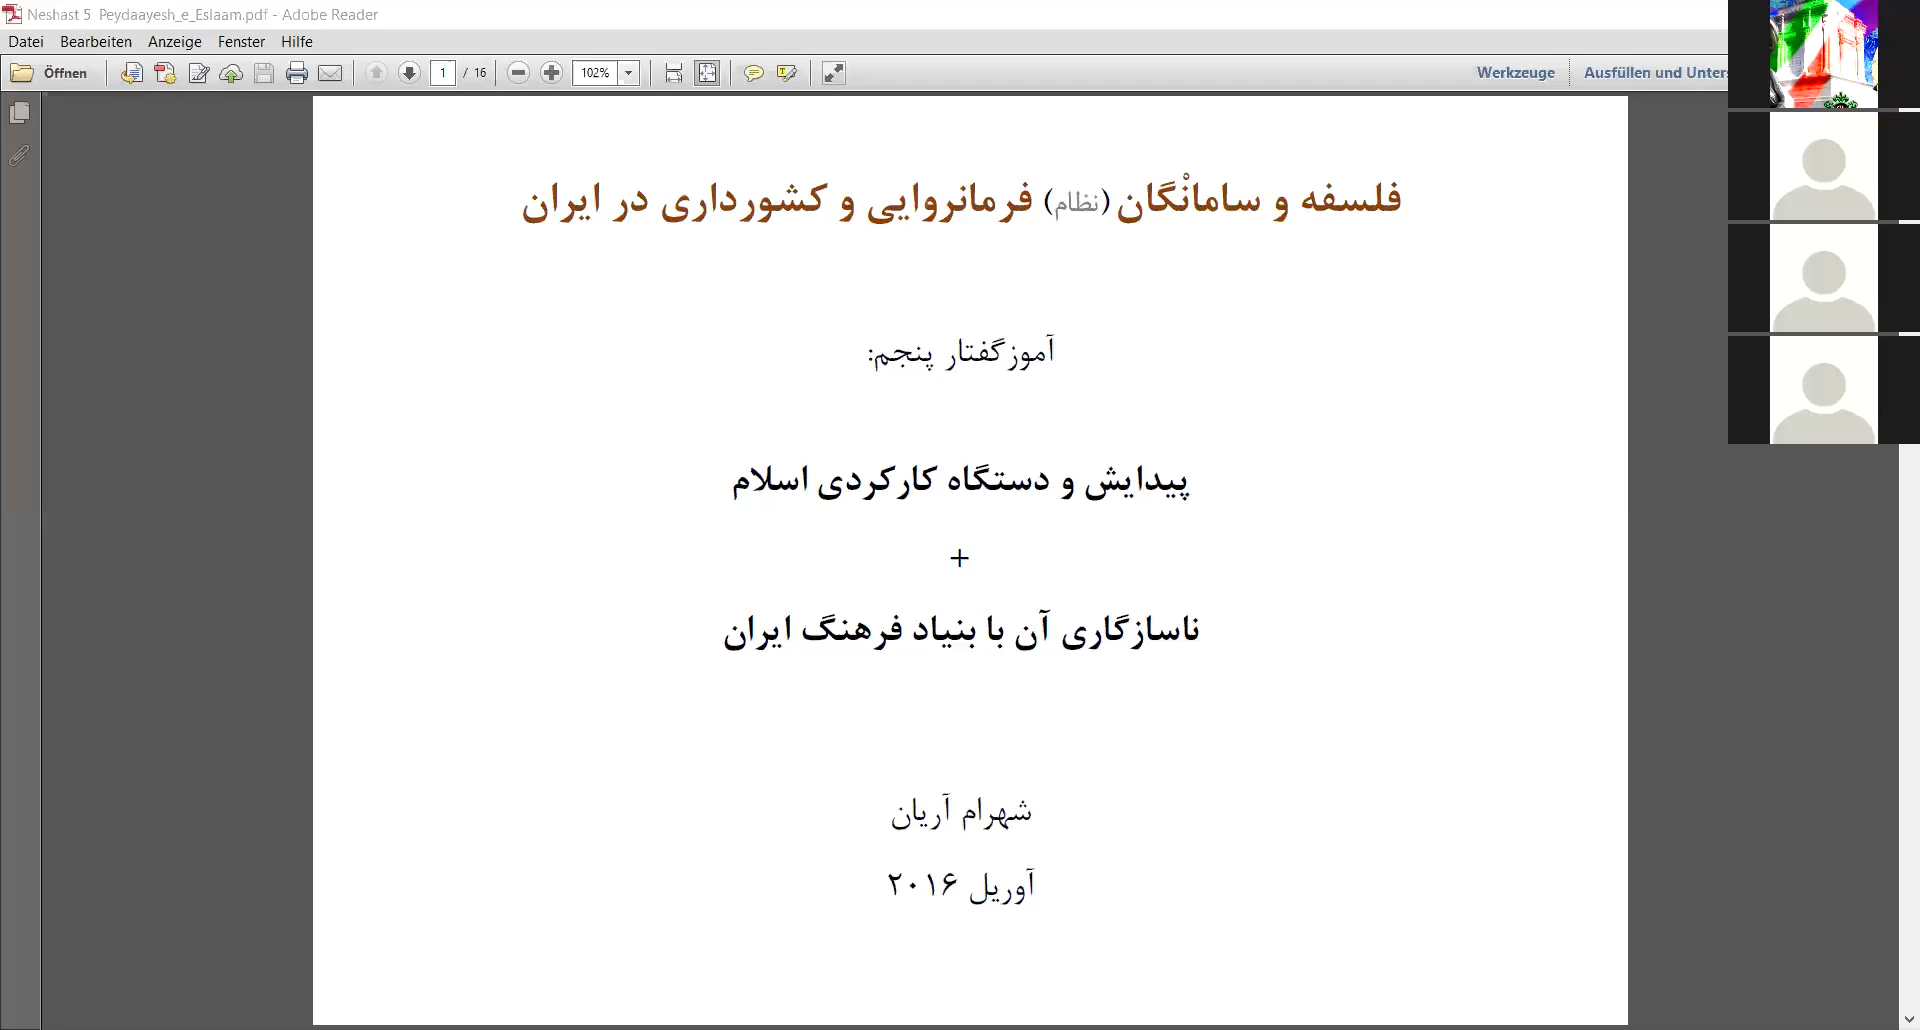 Neshast 5 Peydaayesh_e_Eslaam.pdf - Adobe Reader
Datei Bearbeiten Anzeige Fenster Hilfe
Öffnen 1 / 16 102% Werkzeuge Ausfüllen und Unters
فلسفه و سامانْگان (نظام) فرمانروایی و کشورداری در ایران
آموزگفتار پنجم:
پیدایش و دستگاه کارکردی اسلام
+
ناسازگاری آن با بنیاد فرهنگ ایران
شهرام آریان
آوریل ۲۰۱۶